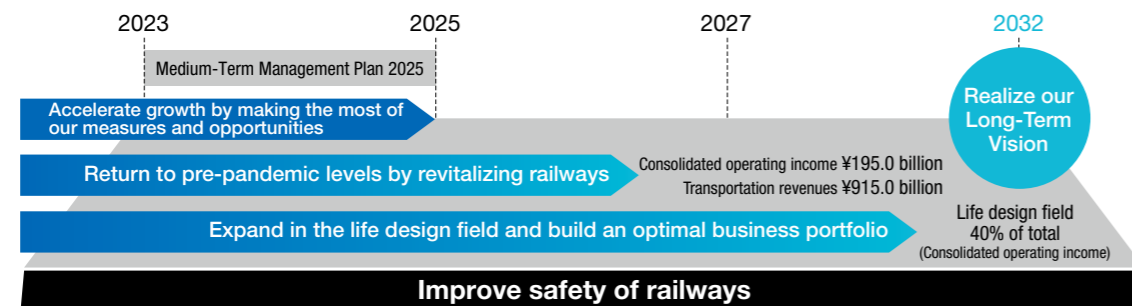 2023 2025 2027 2032
Medium-Term Management Plan 2025
Accelerate growth by making the most of
our measures and opportunities
Realize our
Long-Term
Vision
Return to pre-pandemic levels by revitalizing railways
Consolidated operating income ¥195.0 billion
Transportation revenues ¥915.0 billion
Expand in the life design field and build an optimal business portfolio
Life design field
40% of total
(Consolidated operating income)
Improve safety of railways